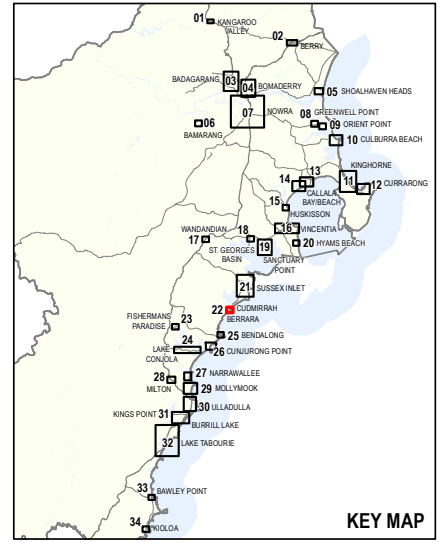 01
KANGAROO
VALLEY
02
BERRY
BADAGARANG
03
04
BOMADERRY
05
SHOALHAVEN HEADS
07
NOWRA
06
BAMARANG
08
GREENWELL POINT
09
ORIENT POINT
10
CULBURRA BEACH
KINGHORNE
11
12
CURRARONG
13
14
CALLALA
BAY/BEACH
15
HUSKISSON
16
VINCENTIA
WANDANDIAN
17
18
ST. GEORGES
BASIN
19
SANCTUARY
POINT
20
HYAMS BEACH
21
SUSSEX INLET
22
CUDMIRRAH
BERRARA
FISHERMANS
PARADISE
23
24
LAKE
CONJOLA
25
BENDALONG
26
CUNJURONG POINT
27
NARRAWALLEE
28
MILTON
29
MOLLYMOOK
30
ULLADULLA
KINGS POINT
31
BURRILL LAKE
32
LAKE TABOURIE
33
BAWLEY POINT
34
KIOLOA
KEY MAP